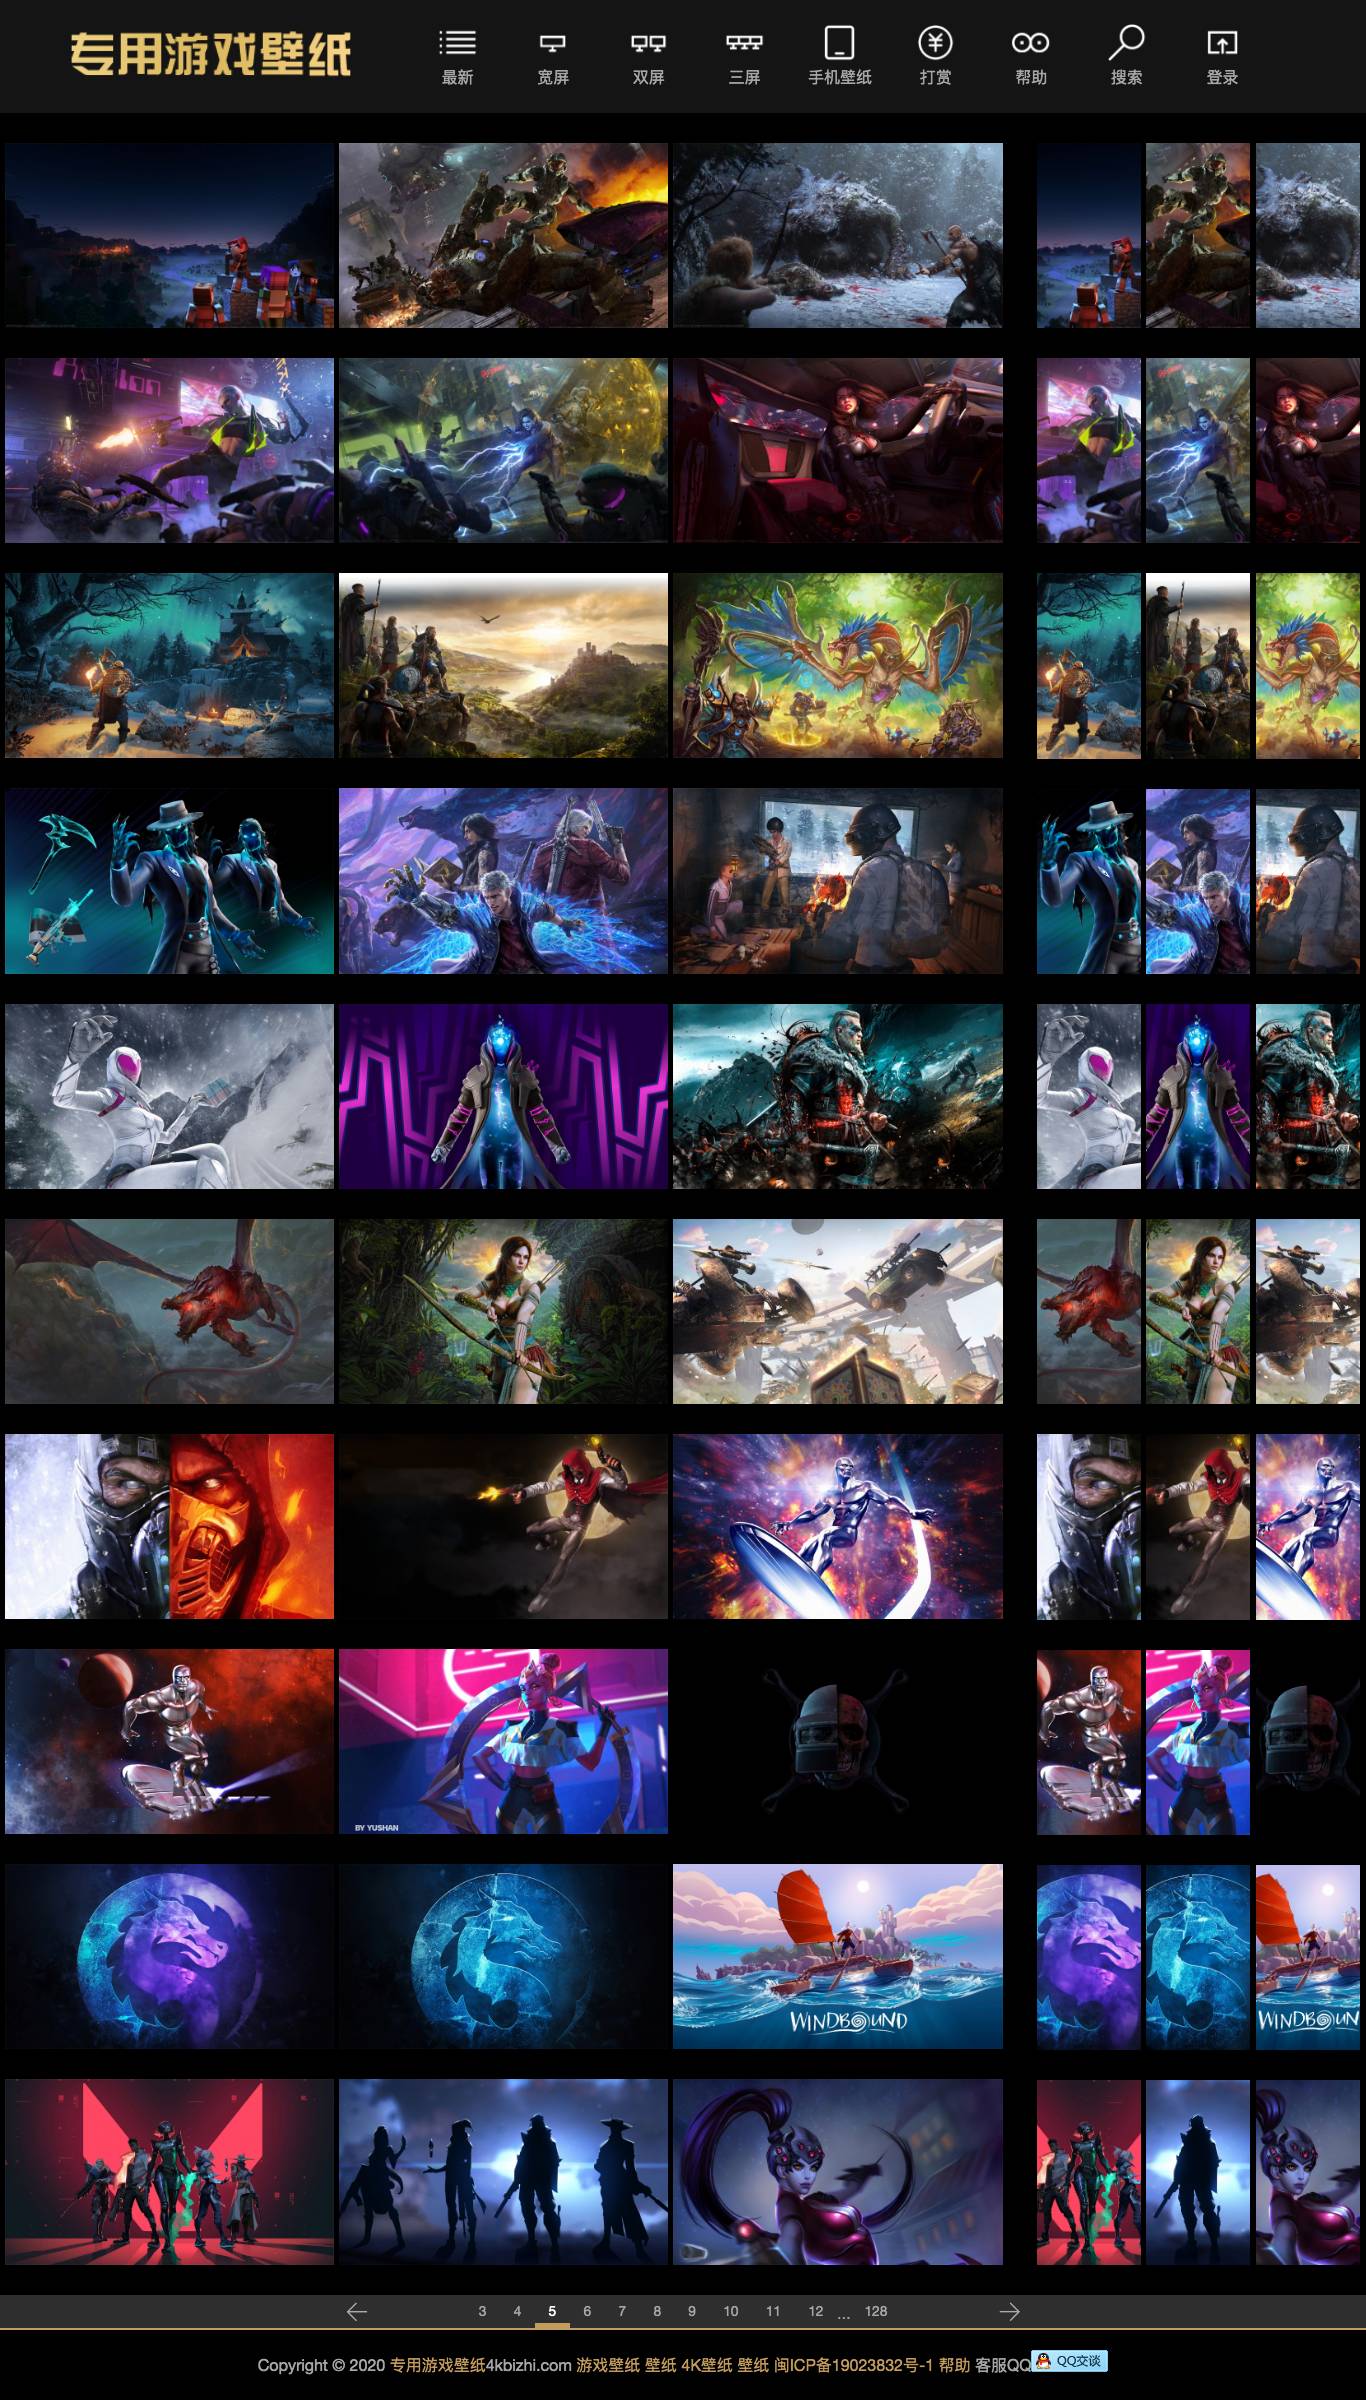 专用游戏壁纸
最新 宽屏 双屏 三屏 手机壁纸 打赏 帮助 搜索 登录
BY YUSHAN
WINDBOUND
WINDBOUN
3 4 5 6 7 8 9 10 11 12 ... 128
Copyright © 2020 专用游戏壁纸4kbizhi.com 游戏壁纸 壁纸 4K壁纸 壁纸 闽ICP备19023832号-1 帮助 客服QQ QQ交谈